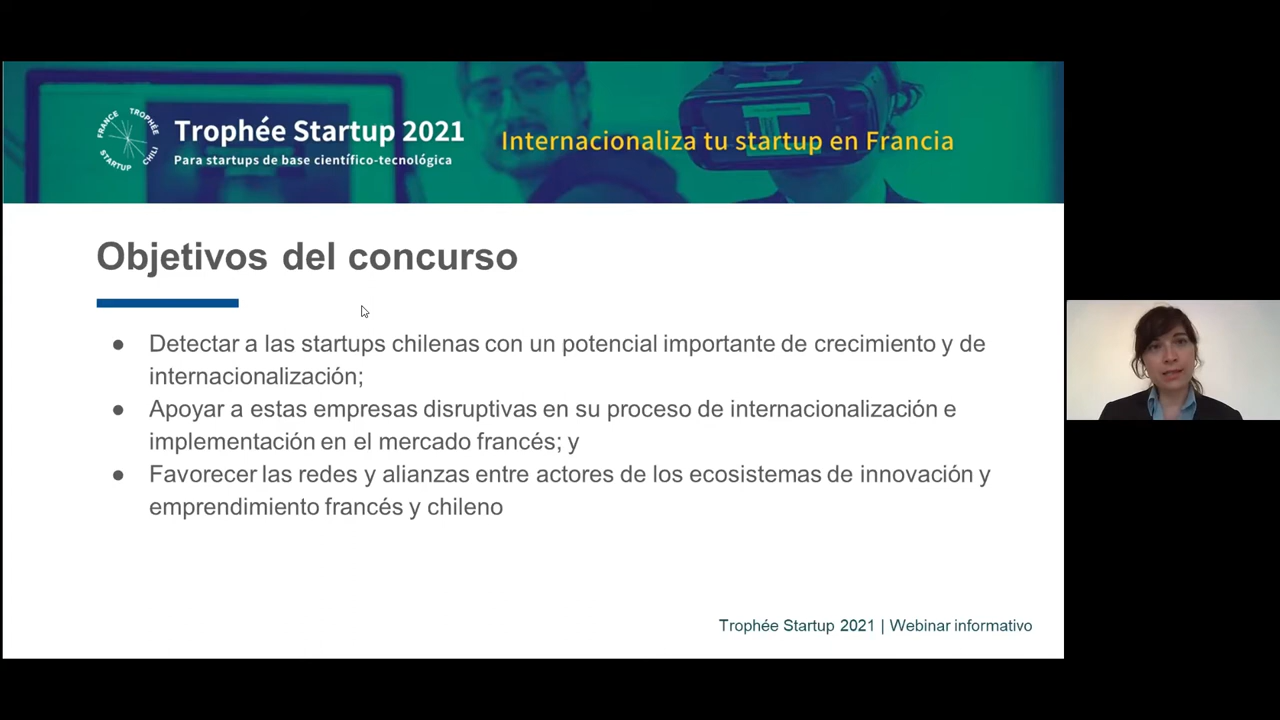 FRANCE TROPHÉE
STARTUP CHILI
Trophée Startup 2021
Para startups de base científico-tecnológica
Internacionaliza tu startup en Francia
Objetivos del concurso
● Detectar a las startups chilenas con un potencial importante de crecimiento y de
internacionalización;
● Apoyar a estas empresas disruptivas en su proceso de internacionalización e
implementación en el mercado francés; y
● Favorecer las redes y alianzas entre actores de los ecosistemas de innovación y
emprendimiento francés y chileno
Trophée Startup 2021 | Webinar informativo